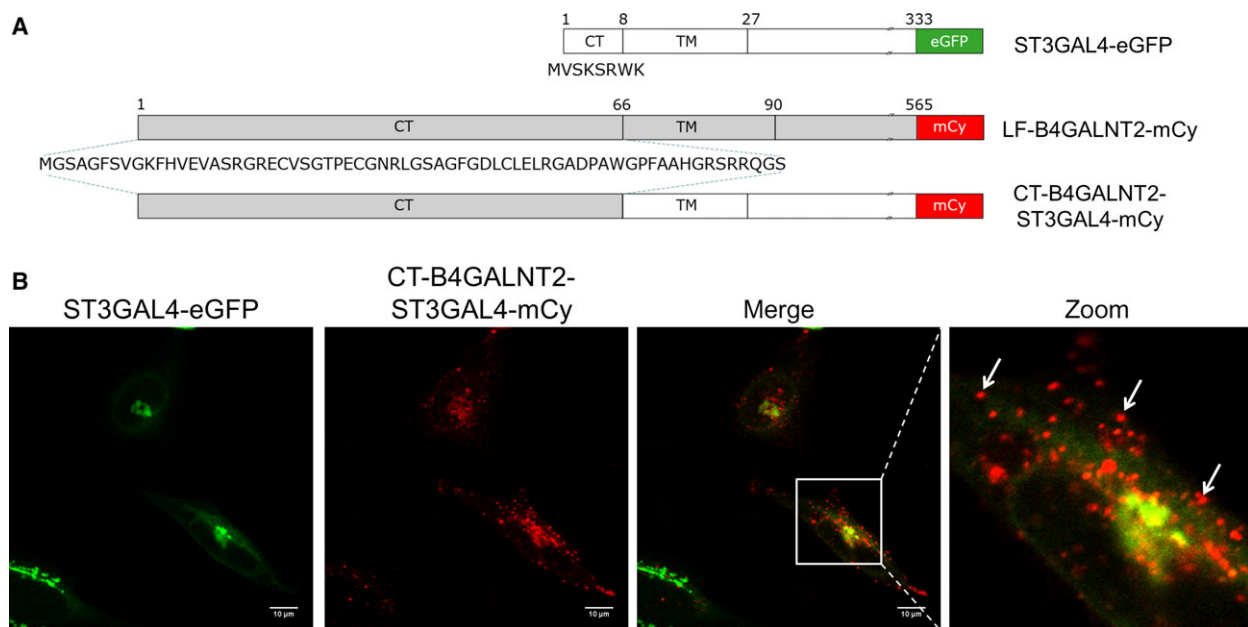 A
1 8 27 333
CT TM eGFP ST3GAL4-eGFP
MVSKSRWK
1 66 90 565
CT TM mCy LF-B4GALNT2-mCy
MGSAGFSVGKFHVEVASRGRECVSGTPECGNRLGSAGFGDLCLELRGADPAWGPFAAHGRSRRQGS
CT TM mCy CT-B4GALNT2-
ST3GAL4-mCy
B
ST3GAL4-eGFP
CT-B4GALNT2-
ST3GAL4-mCy
Merge
Zoom
10 µm
10 µm
10 µm